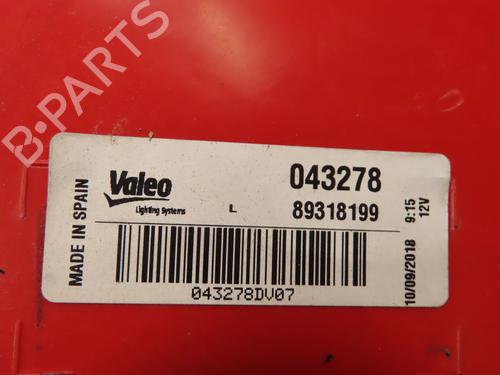 B-PARTS
MADE IN SPAIN
Valeo
Lighting Systems
L
043278
89318199
043278DV07
10/09/2018 9:15
12V